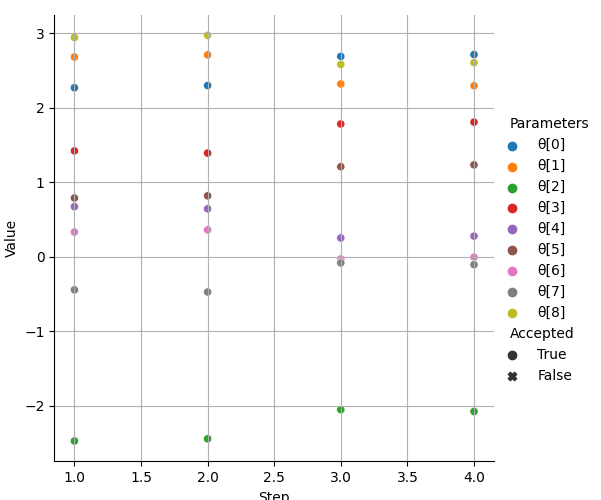 3
2
1
0
−1
−2
Value
1.0 1.5 2.0 2.5 3.0 3.5 4.0
Step
Parameters
θ[0]
θ[1]
θ[2]
θ[3]
θ[4]
θ[5]
θ[6]
θ[7]
θ[8]
Accepted
True
False